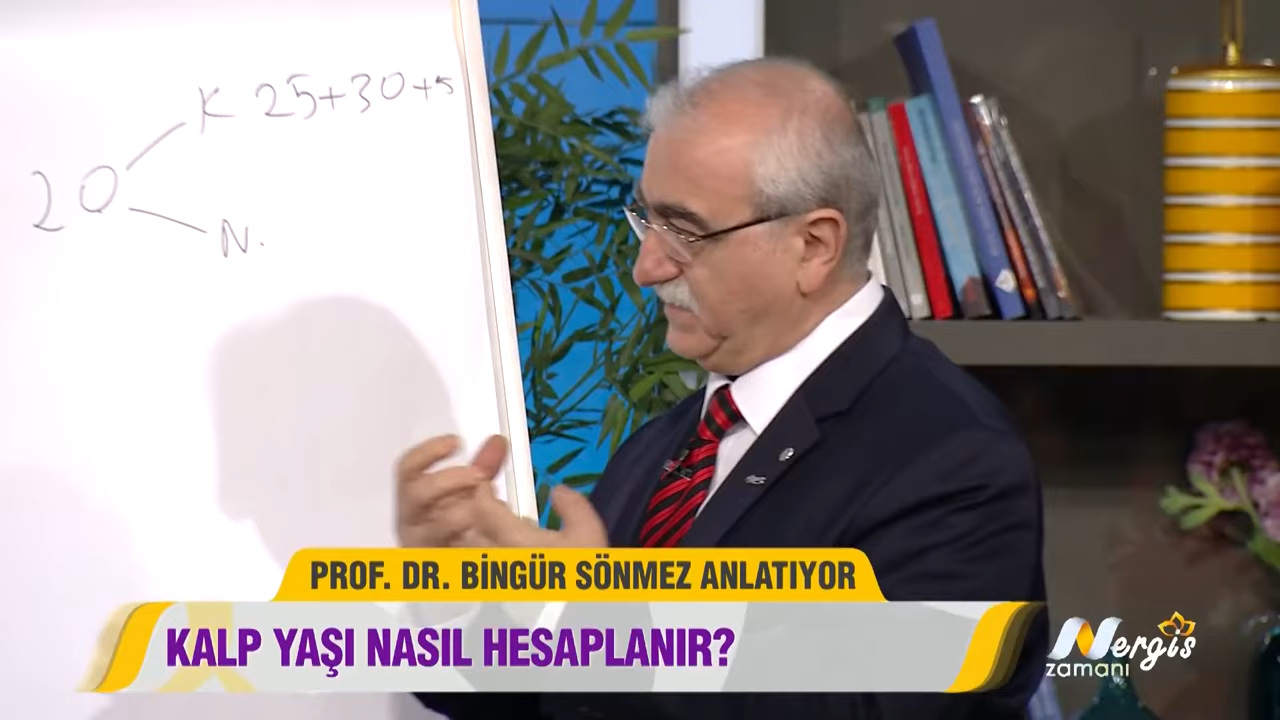 K 25+30+5
20
N.
PROF. DR. BİNGÜR SÖNMEZ ANLATIYOR
KALP YAŞI NASIL HESAPLANIR?
Nergis
zamanı